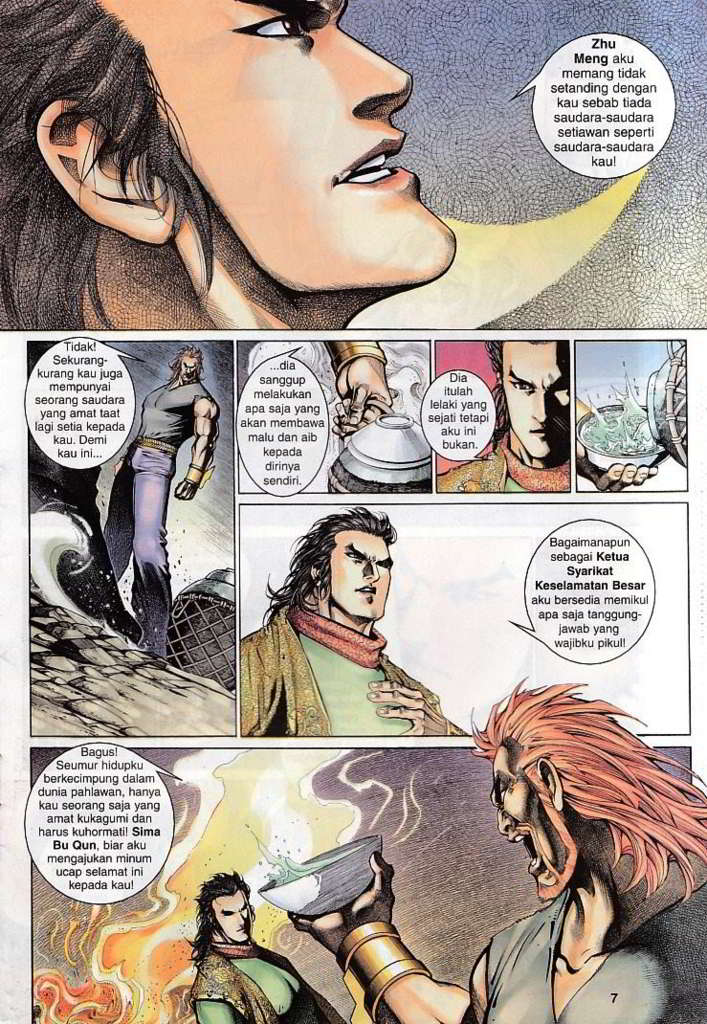 Zhu
Meng aku
memang tidak
setanding dengan
kau sebab tiada
saudara-saudara
setiawan seperti
saudara-saudara
kau!
Tidak!
Sekurang-
kurang kau juga
mempunyai
seorang saudara
yang amat taat
lagi setia kepada
kau. Demi
kau ini...
...dia
sanggup
melakukan
apa saja yang
akan membawa
malu dan aib
kepada
dirinya
sendiri.
Dia
itulah
lelaki yang
sejati tetapi
aku ini
bukan.
Bagaimanapun
sebagai Ketua
Syarikat
Keselamatan Besar
aku bersedia memikul
apa saja tanggung-
jawab yang
wajibku pikul!
Bagus!
Seumur hidupku
berkecimpung dalam
dunia pahlawan, hanya
kau seorang saja yang
amat kukagumi dan
harus kuhormati! Sima
Bu Qun, biar aku
mengajukan minum
ucap selamat ini
kepada kau!
7